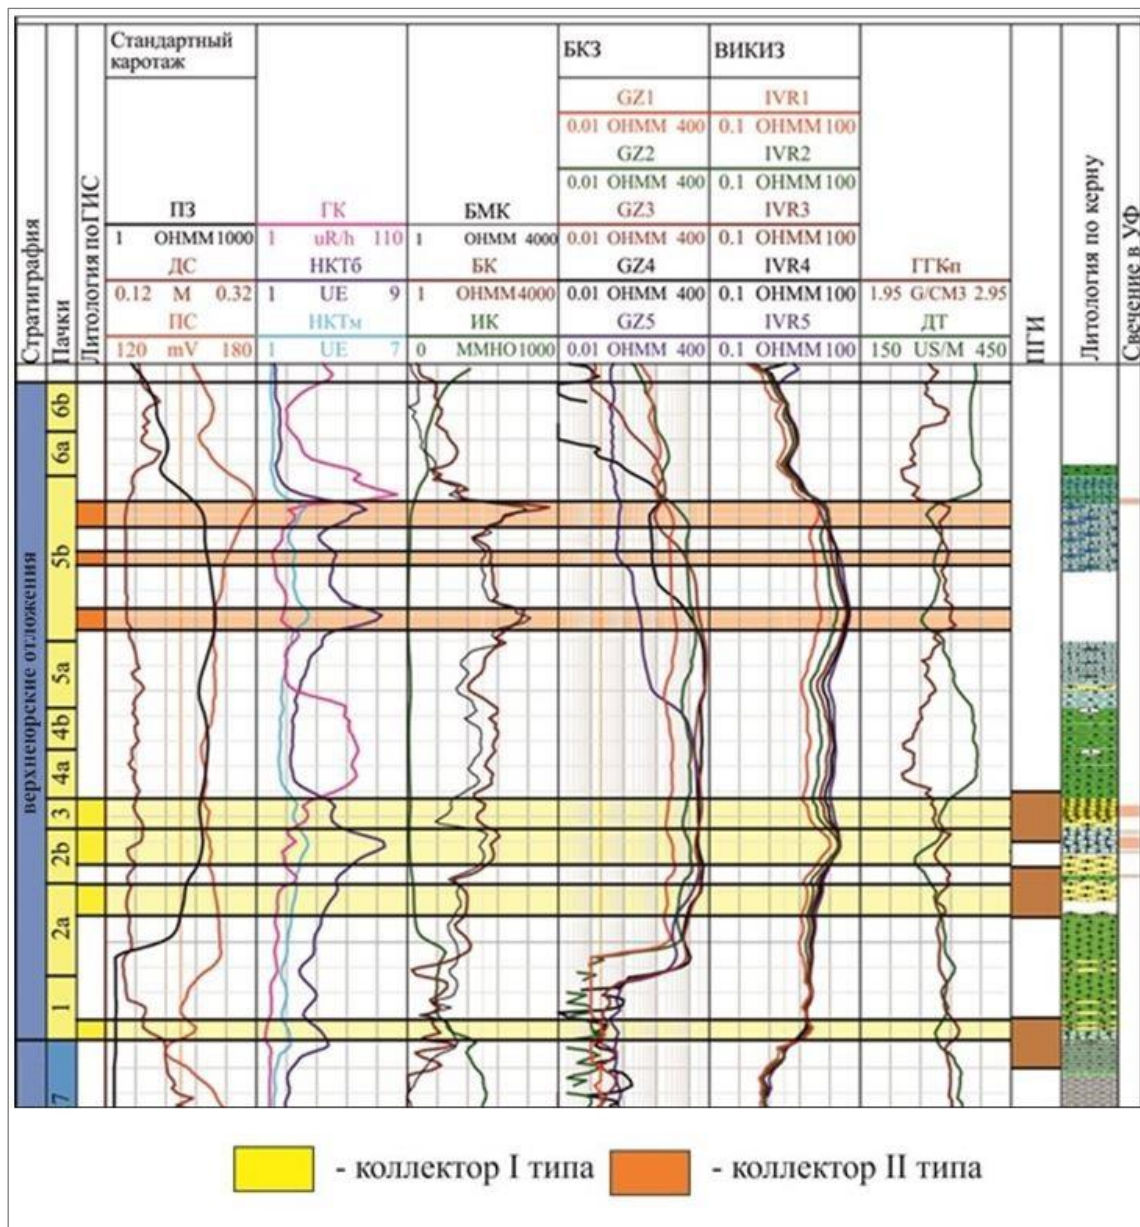 Стандартный
каротаж
БКЗ
ВИКИЗ
GZ1
IVR1
0.01 OHMM 400
0.1 OHMM 100
GZ2
IVR2
0.01 OHMM 400
0.1 OHMM 100
ПЗ
ГК
БМК
GZ3
IVR3
1 OHMM 1000
1 uR/h 110
1 OHMM 4000
0.01 OHMM 400
0.1 OHMM 100
ДС
НКТб
БК
GZ4
IVR4
ГГКп
0.12 M 0.32
1 UE 9
1 OHMM 4000
0.01 OHMM 400
0.1 OHMM 100
1.95 G/CM3 2.95
ПС
НКТм
ИК
GZ5
IVR5
ДТ
120 mV 180
1 UE 7
0 MMHO 1000
0.01 OHMM 400
0.1 OHMM 100
150 US/M 450
Стратиграфия
Пачки
Литология по ГИС
ПГИ
Литология по керну
Свечение в УФ
верхнеюрские отложения
6b
6a
5b
5a
4b
4a
3
2b
2a
1
7
- коллектор I типа
- коллектор II типа